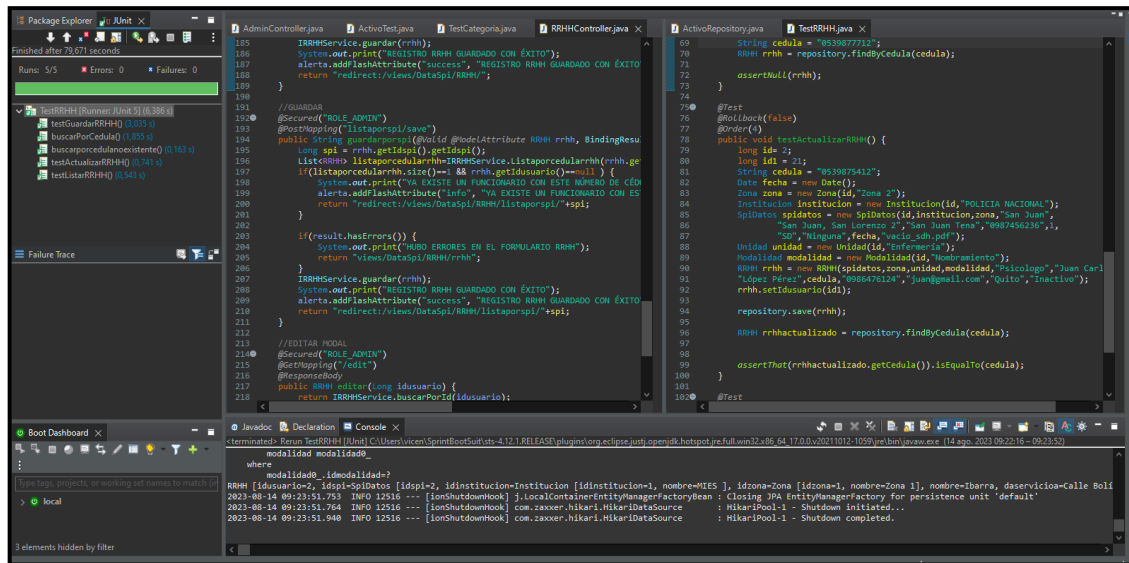 Package Explorer JUnit
Finished after 79,671 seconds
Runs: 5/5 Errors: 0 Failures: 0
TestRRHH [Runner: JUnit 5] (6,386 s)
testGuardarRRHH() (3,035 s)
buscarPorCedula() (1,855 s)
buscarporcedulanoexistente() (0,163 s)
testActualizarRRHH() (0,741 s)
testListarRRHH() (0,543 s)
Failure Trace
Boot Dashboard
Type tags, projects, or working set names to match (in
local
3 elements hidden by filter
AdminController.java ActivoTest.java TestCategoria.java RRHHController.java
185 IRRHHService.guardar(rrhh);
186 System.out.print("REGISTRO RRHH GUARDADO CON ÉXITO");
187 alerta.addFlashAttribute("success", "REGISTRO RRHH GUARDADO CON ÉXITO
188 return "redirect:/views/DataSpi/RRHH/";
189 }
190
191 //GUARDAR
192 @Secured("ROLE_ADMIN")
193 @PostMapping("listaporspi/save")
194 public String guardarporspi(@Valid @ModelAttribute RRHH rrhh, BindingResu
195 Long spi = rrhh.getIdspi().getIdspi();
196 List<RRHH> listaporcedularrhh=IRRHHService.Listaporcedularrhh(rrhh.get
197 if(listaporcedularrhh.size()==1 && rrhh.getIdusuario()==null ) {
198 System.out.print("YA EXISTE UN FUNCIONARIO CON ESTE NÚMERO DE CÉDU
199 alerta.addFlashAttribute("info", "YA EXISTE UN FUNCIONARIO CON EST
200 return "redirect:/views/DataSpi/RRHH/listaporspi/"+spi;
201 }
202
203 if(result.hasErrors()) {
204 System.out.print("HUBO ERRORES EN EL FORMULARIO RRHH");
205 return "views/DataSpi/RRHH/rrhh";
206 }
207 IRRHHService.guardar(rrhh);
208 System.out.print("REGISTRO RRHH GUARDADO CON ÉXITO");
209 alerta.addFlashAttribute("success", "REGISTRO RRHH GUARDADO CON ÉXITO
210 return "redirect:/views/DataSpi/RRHH/listaporspi/"+spi;
211 }
212
213 //EDITAR MODAL
214 @Secured("ROLE_ADMIN")
215 @GetMapping("/edit")
216 @ResponseBody
217 public RRHH editar(Long idusuario) {
218 return IRRHHService.buscarPorId(idusuario);
ActivoRepository.java TestRRHH.java
69 String cedula = "0539877712";
70 RRHH rrhh = repository.findByCedula(cedula);
71
72 assertNull(rrhh);
73 }
74
75 @Test
76 @Rollback(false)
77 @Order(4)
78 public void testActualizarRRHH() {
79 long id= 2;
80 long id1 = 21;
81 String cedula = "0539875412";
82 Date fecha = new Date();
83 Zona zona = new Zona(id,"Zona 2");
84 Institucion institucion = new Institucion(id,"POLICIA NACIONAL");
85 SpiDatos spidatos = new SpiDatos(id,institucion,zona,"San Juan",
86 "San Juan, San Lorenzo 2","San Juan Tena","0987456236",1,
87 "SD","Ninguna",fecha,"vacio_sdh.pdf");
88 Unidad unidad = new Unidad(id,"Enfermería");
89 Modalidad modalidad = new Modalidad(id,"Nombramiento");
90 RRHH rrhh = new RRHH(spidatos,zona,unidad,modalidad,"Psicologo","Juan Carl
91 "López Pérez",cedula,"0986476124","juan@gmail.com","Quito","Inactivo");
92 rrhh.setIdusuario(id1);
93
94 repository.save(rrhh);
95
96 RRHH rrhhactualizado = repository.findByCedula(cedula);
97
98
99 assertThat(rrhhactualizado.getCedula()).isEqualTo(cedula);
100 }
101
102 @Test
Javadoc Declaration Console
<terminated> Rerun TestRRHH [JUnit] C:\Users\vicen\SprintBootSuit\sts-4.12.1.RELEASE\plugins\org.eclipse.justj.openjdk.hotspot.jre.full.win32.x86_64_17.0.0.v20211012-1059\jre\bin\javaw.exe (14 ago. 2023 09:22:16 – 09:23:52)
modalidad modalidad0_
where
modalidad0_.idmodalidad=?
RRHH [idusuario=2, idspi=SpiDatos [idspi=2, idinstitucion=Institucion [idinstitucion=1, nombre=MIES ], idzona=Zona [idzona=1, nombre=Zona 1], nombre=Ibarra, daservicioa=Calle Bolí
2023-08-14 09:23:51.753 INFO 12516 --- [ionShutdownHook] j.LocalContainerEntityManagerFactoryBean : Closing JPA EntityManagerFactory for persistence unit 'default'
2023-08-14 09:23:51.764 INFO 12516 --- [ionShutdownHook] com.zaxxer.hikari.HikariDataSource : HikariPool-1 - Shutdown initiated...
2023-08-14 09:23:51.940 INFO 12516 --- [ionShutdownHook] com.zaxxer.hikari.HikariDataSource : HikariPool-1 - Shutdown completed.